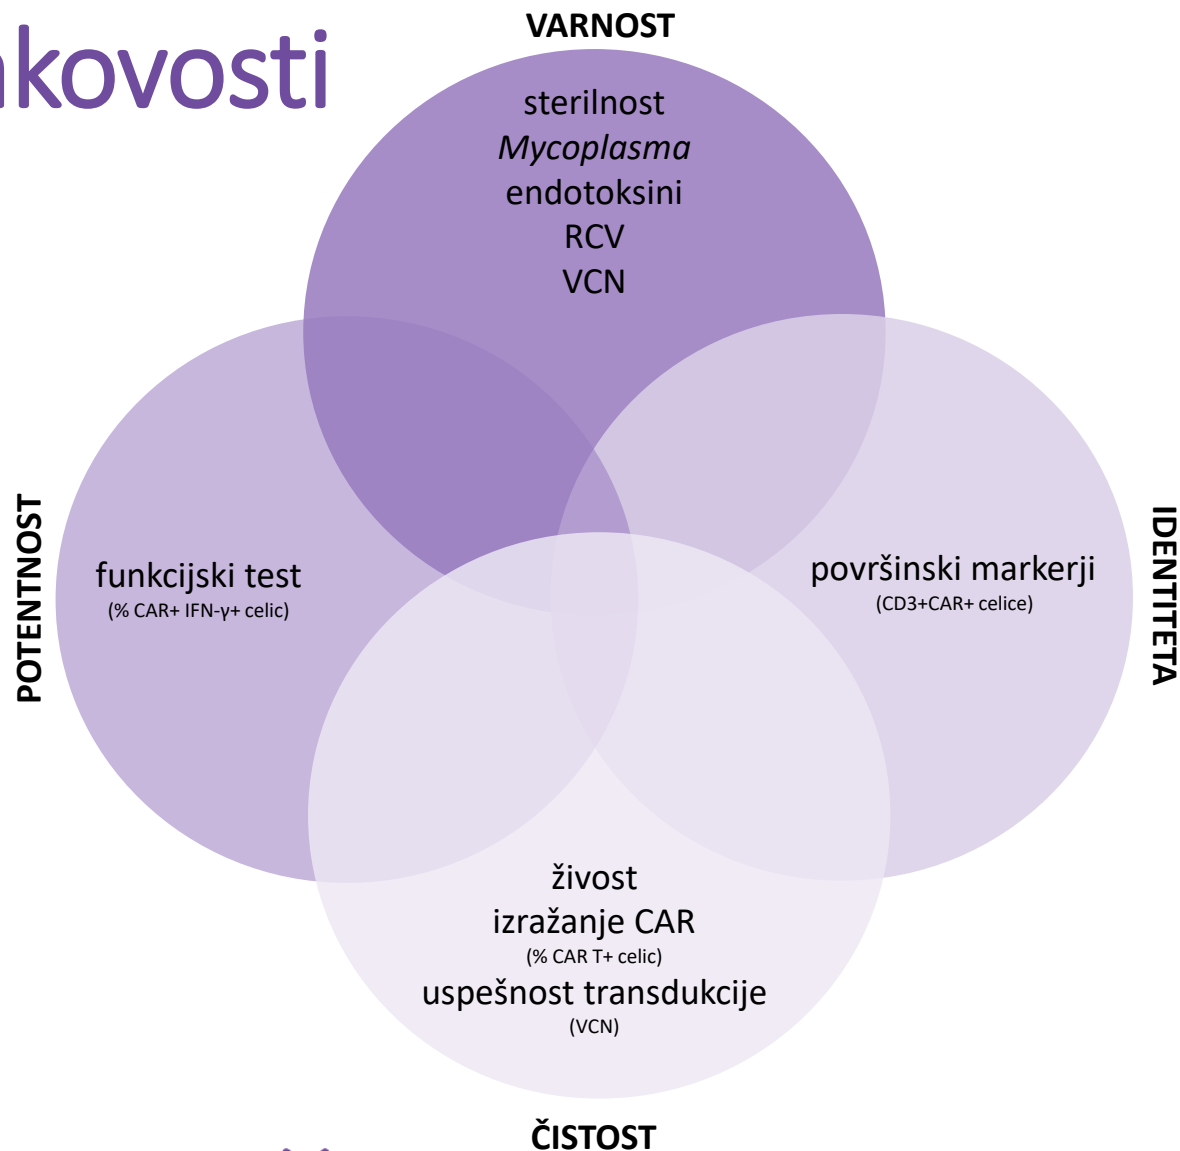 kovosti
VARNOST
sterilnost
Mycoplasma
endotoksini
RCV
VCN
POTENTNOST
funkcijski test
(% CAR+ IFN-γ+ celic)
površinski markerji
(CD3+CAR+ celice)
IDENTITETA
živost
izražanje CAR
(% CAR T+ celic)
uspešnost transdukcije
(VCN)
ČISTOST